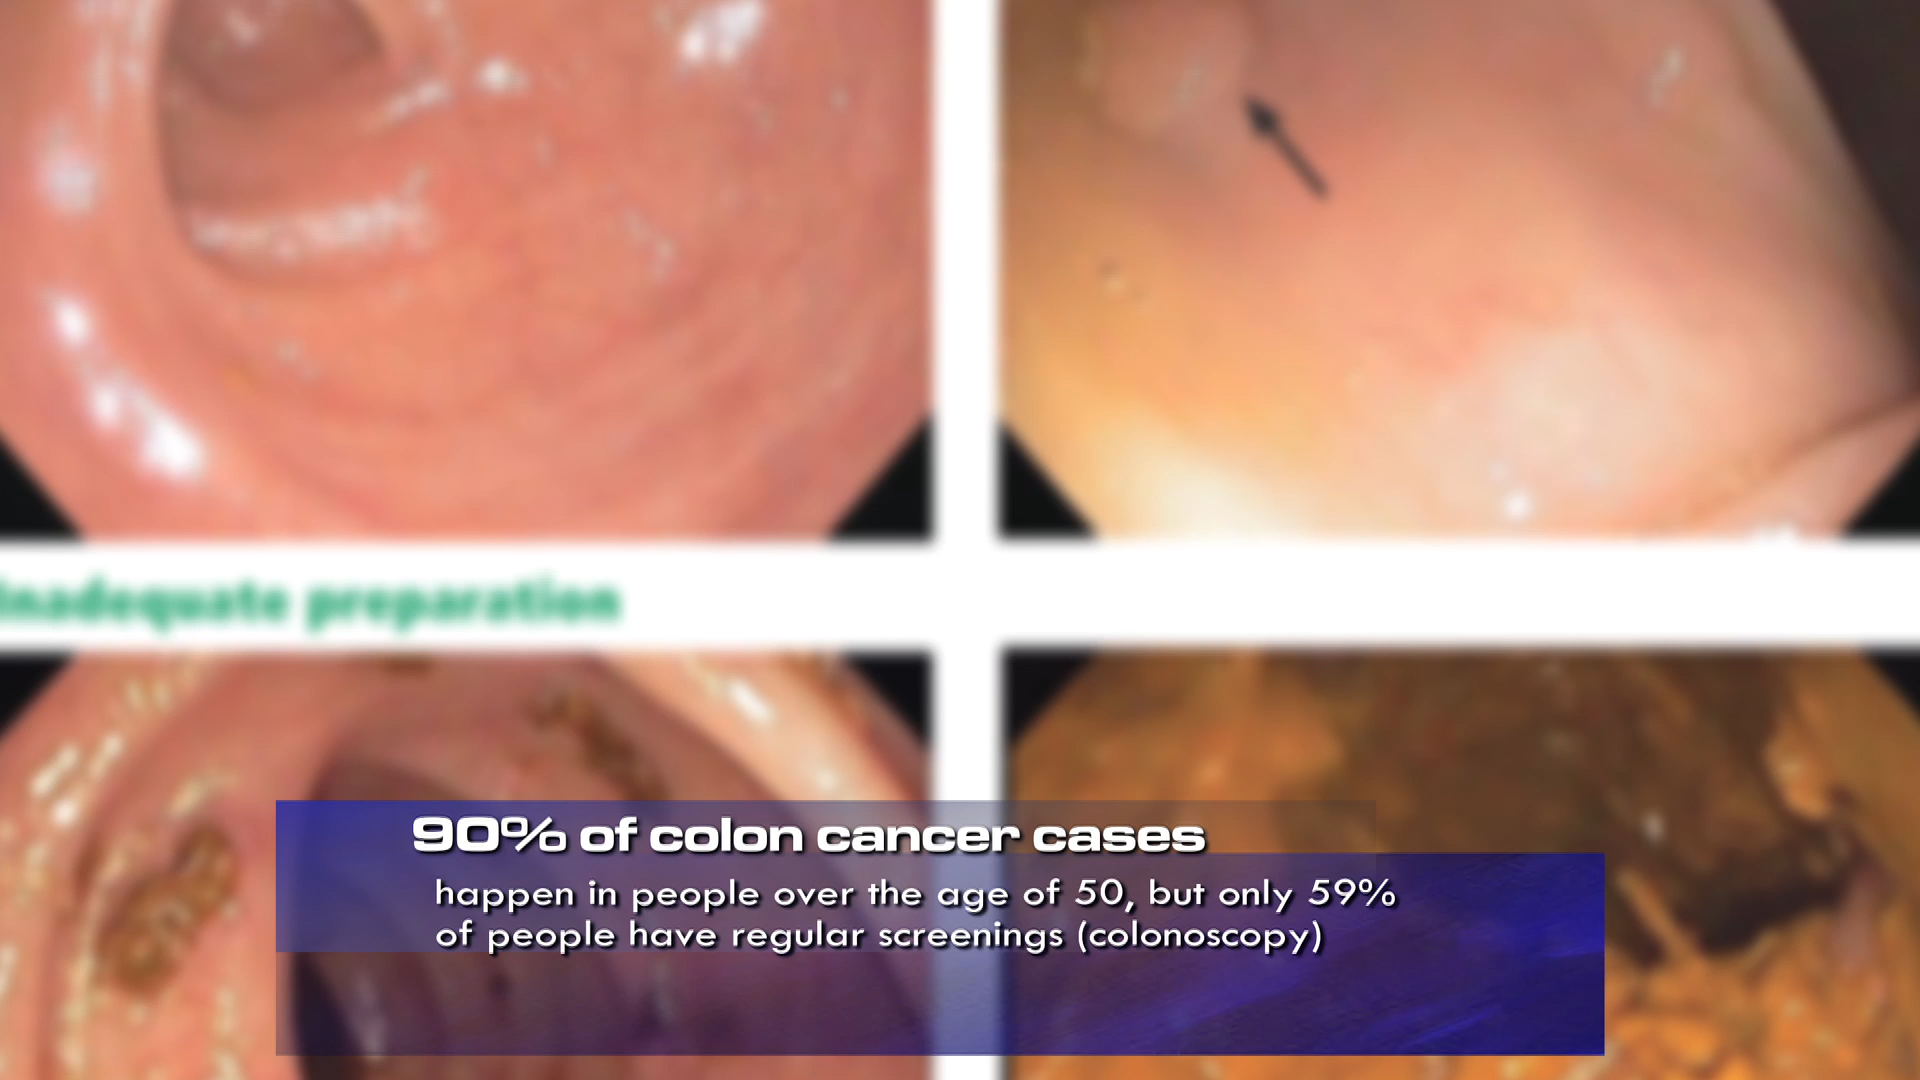 Inadequate preparation
90% of colon cancer cases
happen in people over the age of 50, but only 59%
of people have regular screenings (colonoscopy)